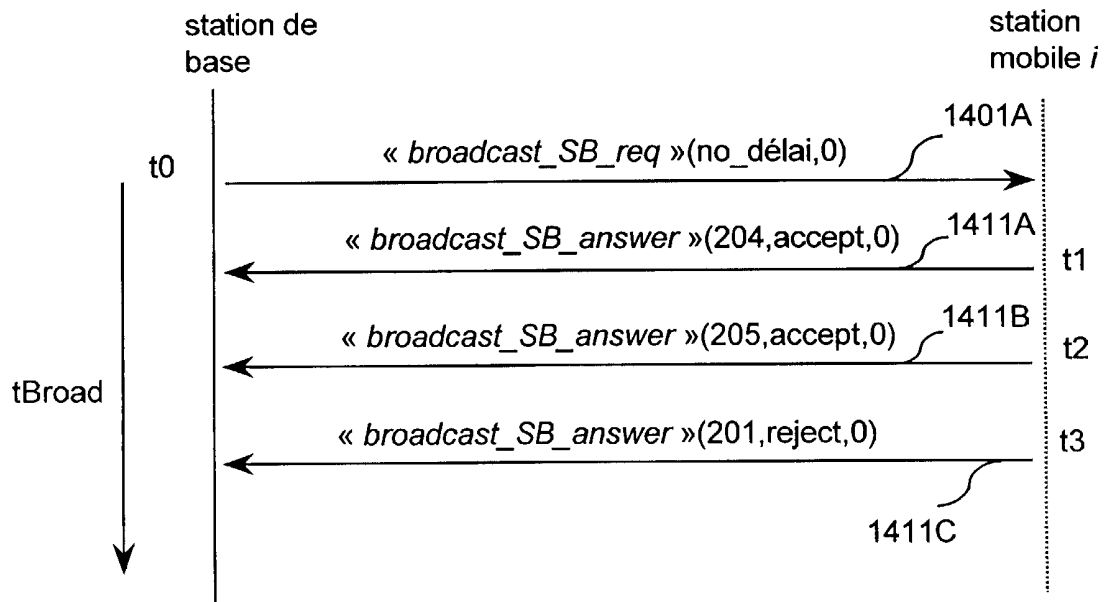 station de
base
station
mobile i
1401A
t0
« broadcast_SB_req »(no_délai,0)
1411A
« broadcast_SB_answer »(204,accept,0)
t1
1411B
« broadcast_SB_answer »(205,accept,0)
t2
tBroad
« broadcast_SB_answer »(201,reject,0)
t3
1411C